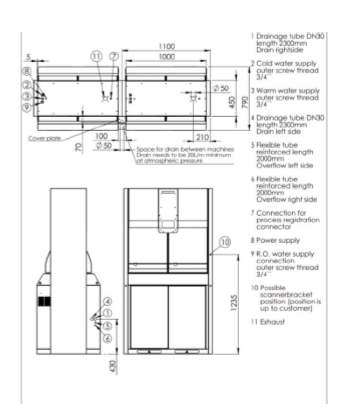 1100
1000
5
8
2
3
9
11
7
Ø 50
450
790
Cover plate
70
100
Ø 50
210
Space for drain between machines
Drain needs to be 20L/m minimum
at atmospheric pressure
10
1235
4
1
5
6
430
1 Drainage tube DN30
length 2300mm
Drain rightside
2 Cold water supply
outer screw thread
3/4´´
3 Warm water supply
outer screw thread
3/4´´
4 Drainage tube DN30
length 2300mm
Drain left side
5 Flexible tube
reinforced length
2000mm
Overflow left side
6 Flexible tube
reinforced length
2000mm
Overflow right side
7 Connection for
process registration
connector
8 Power supply
9 R.O. water supply
connection
outer screw thread
3/4´´
10 Possible
scannerbracket
position (position is
up to customer)
11 Exhaust